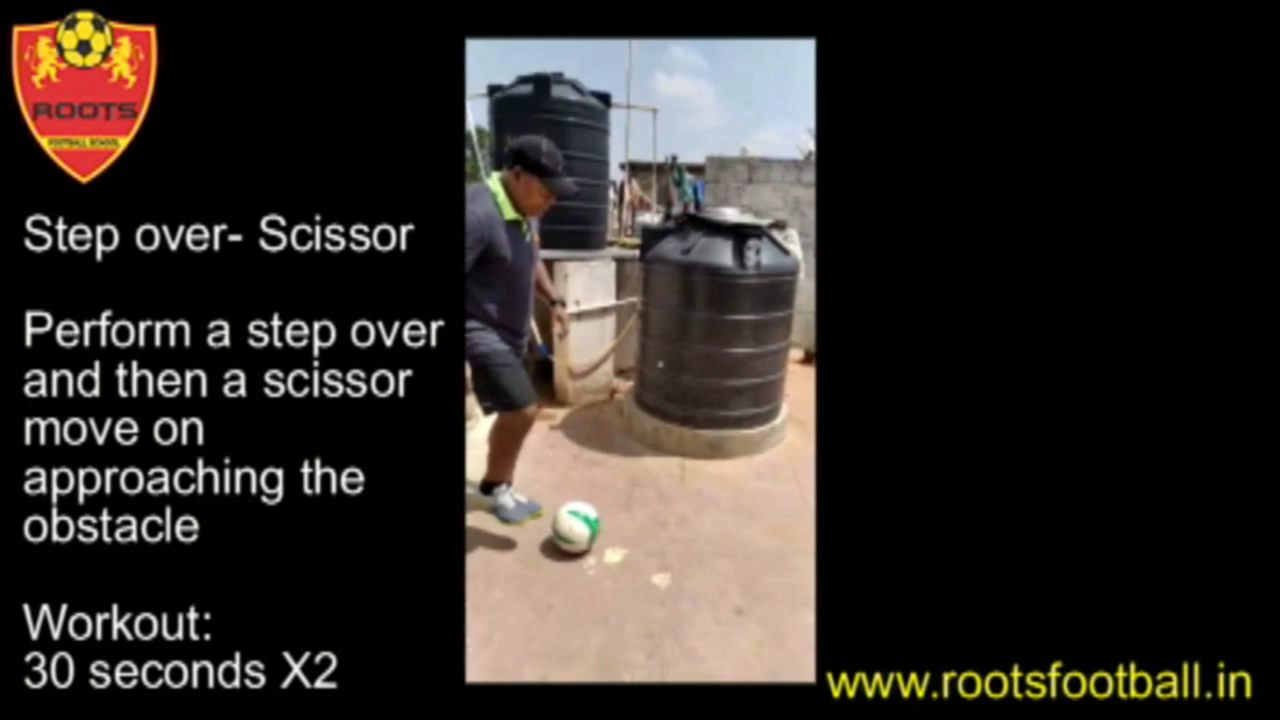 ROOTS
FOOTBALL SCHOOL
Step over- Scissor
Perform a step over
and then a scissor
move on
approaching the
obstacle
Workout:
30 seconds X2
www.rootsfootball.in